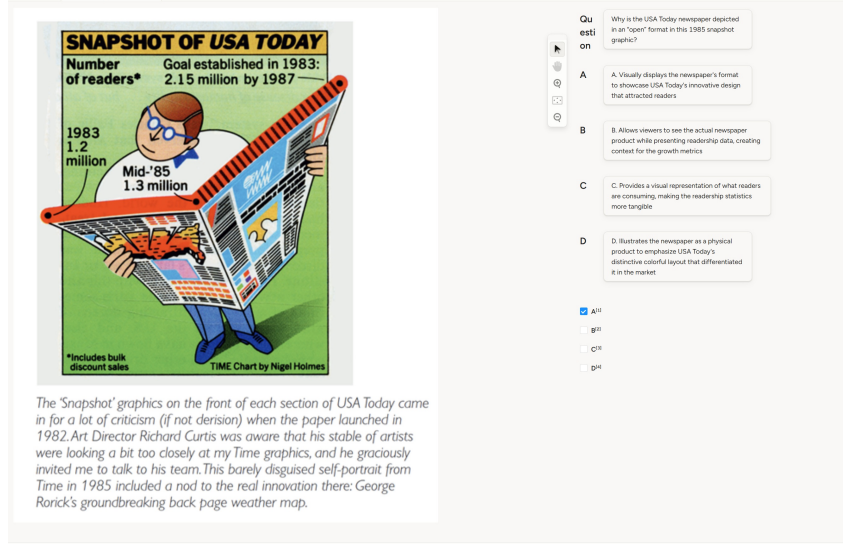 SNAPSHOT OF USA TODAY
Number
of readers*
Goal established in 1983:
2.15 million by 1987
1983
1.2
million
Mid-'85
1.3 million
*Includes bulk
discount sales
TIME Chart by Nigel Holmes
The 'Snapshot' graphics on the front of each section of USA Today came
in for a lot of criticism (if not derision) when the paper launched in
1982. Art Director Richard Curtis was aware that his stable of artists
were looking a bit too closely at my Time graphics, and he graciously
invited me to talk to his team. This barely disguised self-portrait from
Time in 1985 included a nod to the real innovation there: George
Rorick's groundbreaking back page weather map.
Qu
esti
on
Why is the USA Today newspaper depicted
in an "open" format in this 1985 snapshot
graphic?
A
A. Visually displays the newspaper's format
to showcase USA Today's innovative design
that attracted readers
B
B. Allows viewers to see the actual newspaper
product while presenting readership data, creating
context for the growth metrics
C
C. Provides a visual representation of what readers
are consuming, making the readership statistics
more tangible
D
D. Illustrates the newspaper as a physical
product to emphasize USA Today's
distinctive colorful layout that differentiated
it in the market
A[1]
B[2]
C[3]
D[4]